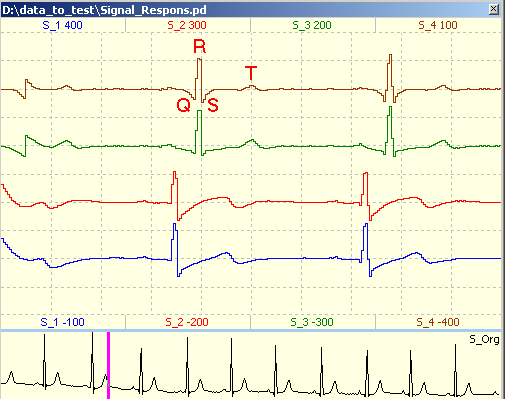 D:\data_to_test\Signal_Respons.pd
S_1 400 S_2 300 S_3 200 S_4 100
R
T
Q S
S_1 -100 S_2 -200 S_3 -300 S_4 -400
S_Org